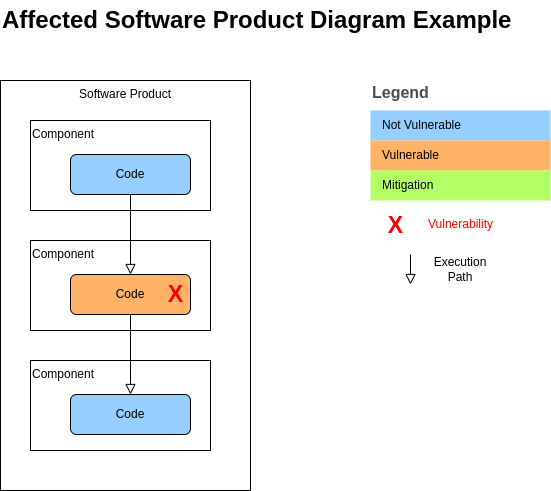 Affected Software Product Diagram Example
Software Product
Component
Code
Component
Code X
Component
Code
Legend
Not Vulnerable
Vulnerable
Mitigation
X Vulnerability
Execution
Path